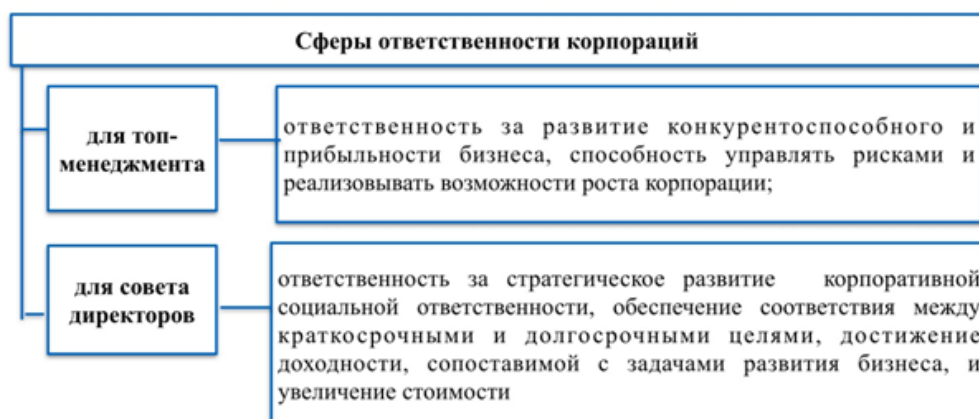 Сферы ответственности корпораций
для топ-
менеджмента
ответственность за развитие конкурентоспособного и
прибыльности бизнеса, способность управлять рисками и
реализовывать возможности роста корпорации;
для совета
директоров
ответственность за стратегическое развитие корпоративной
социальной ответственности, обеспечение соответствия между
краткосрочными и долгосрочными целями, достижение
доходности, сопоставимой с задачами развития бизнеса, и
увеличение стоимости